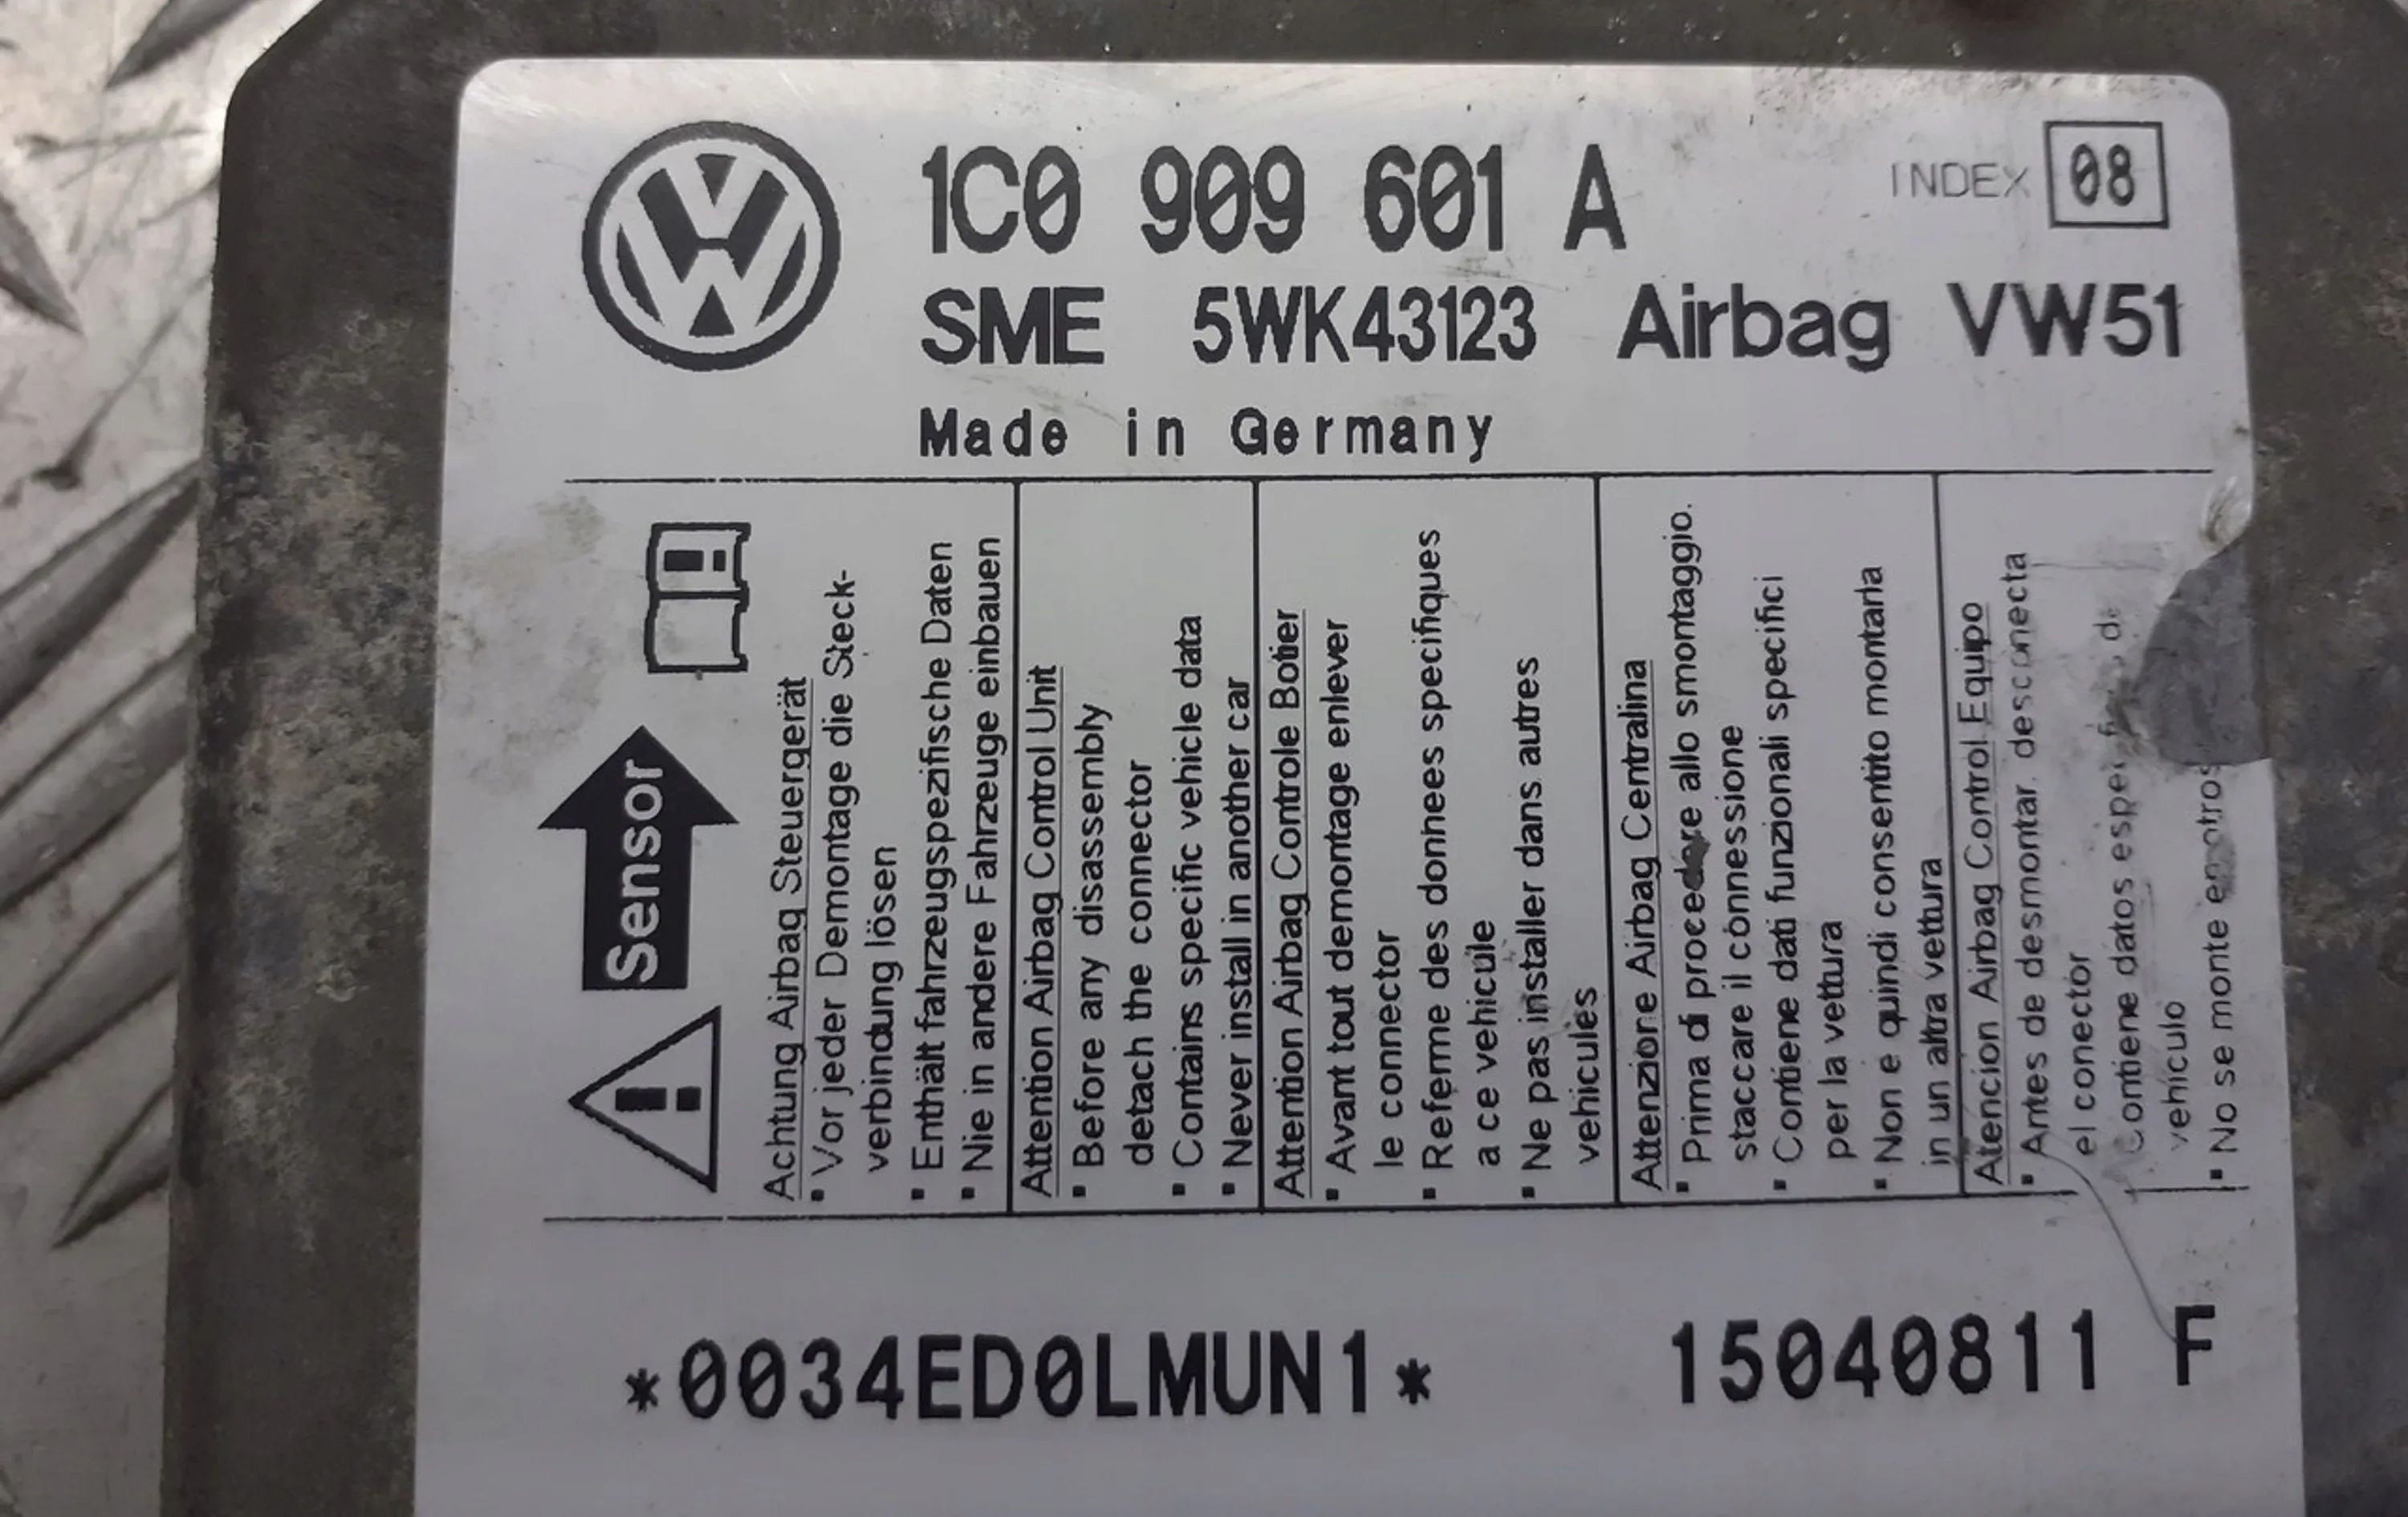 1C0 909 601 A INDEX 08
SME 5WK43123 Airbag VW51
Made in Germany
Sensor
Achtung Airbag Steuergerät
▪ Vor jeder Demontage die Steck-
verbindung lösen
▪ Enthält fahrzeugspezifische Daten
▪ Nie in andere Fahrzeuge einbauen
Attention Airbag Control Unit
▪ Before any disassembly
detach the connector
▪ Contains specific vehicle data
▪ Never install in another car
Attention Airbag Controle Botier
▪ Avant tout demontage enlever
le connector
▪ Referme des donnees specifiques
a ce vehicule
▪ Ne pas installer dans autres
vehicules
Attenzione Airbag Centralina
▪ Prima di procedere allo smontaggio.
staccare il connessione
▪ Contiene dati funzionali specifici
per la vettura
▪ Non e quindi consentito montarla
in un altra vettura
Atencion Airbag Control Equipo
▪ Antes de desmontar, desconecta
el conector
Contiene datos
vehiculo
▪ No se monte en otros
*0034ED0LMUN1* 15040811 F